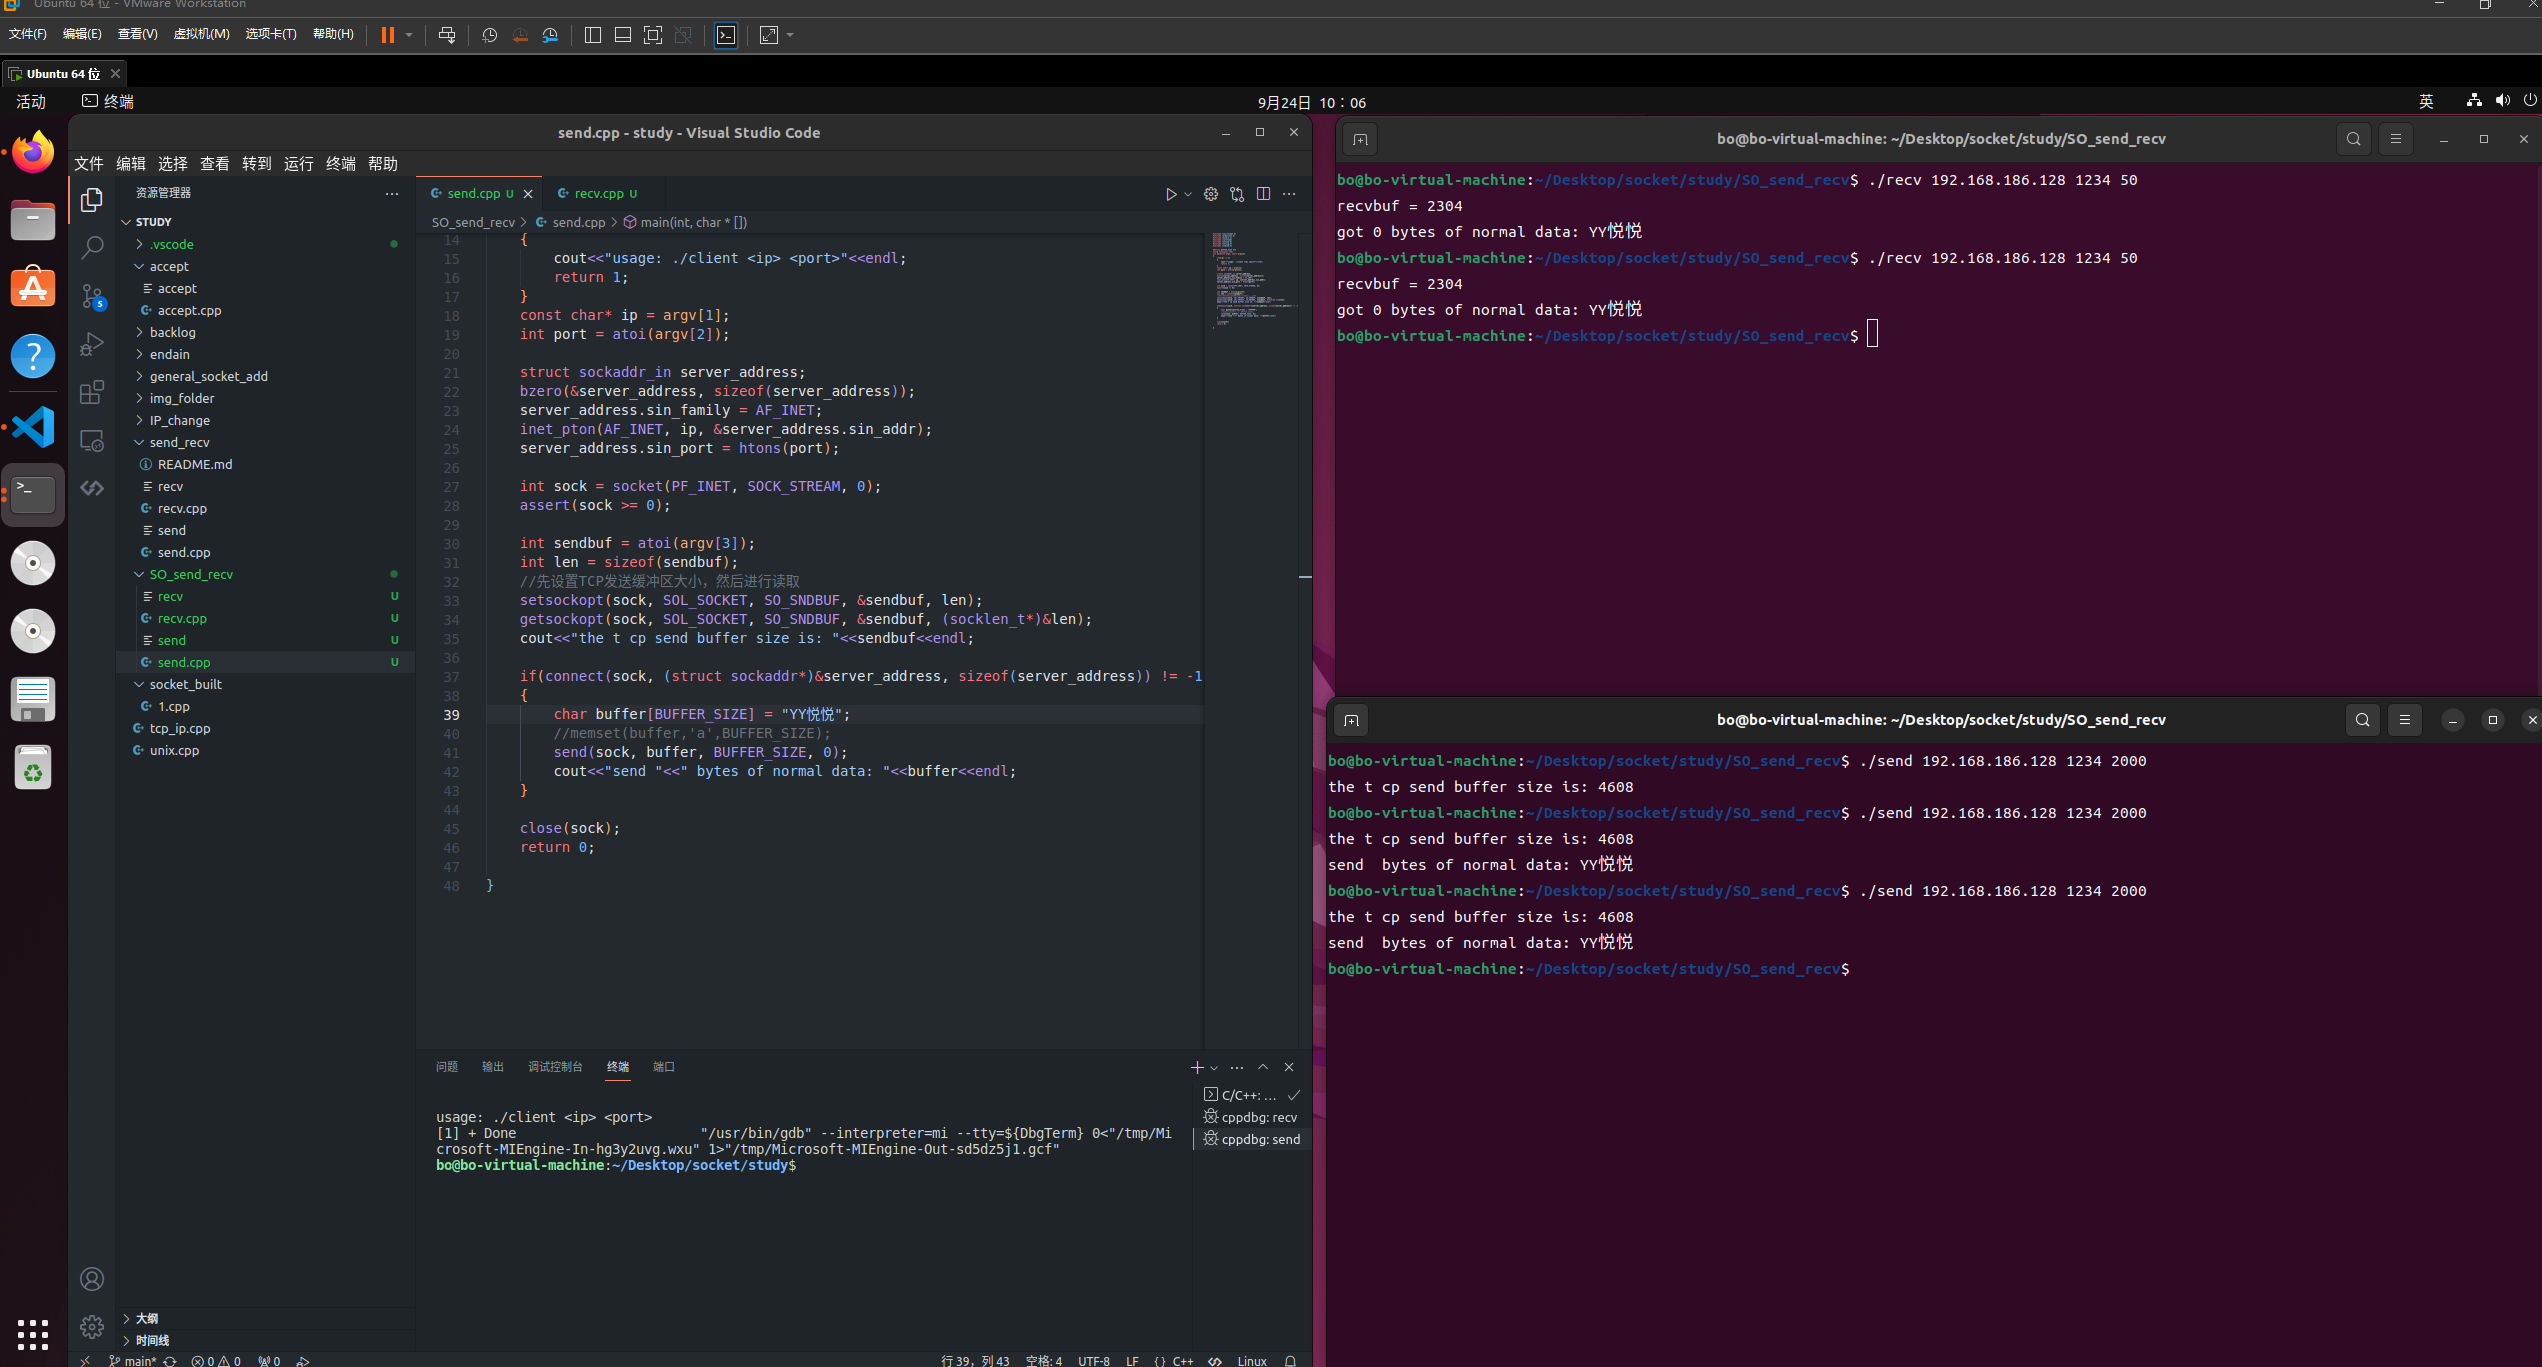 Ubuntu 64 位 - VMware Workstation
文件(F) 编辑(E) 查看(V) 虚拟机(M) 选项卡(T) 帮助(H)
Ubuntu 64 位
活动 终端 9月24日 10：06 英
send.cpp - study - Visual Studio Code
文件 编辑 选择 查看 转到 运行 终端 帮助
资源管理器
STUDY
.vscode
accept
accept
accept.cpp
backlog
endain
general_socket_add
img_folder
IP_change
send_recv
README.md
recv
recv.cpp
send
send.cpp
SO_send_recv
recv U
recv.cpp U
send U
send.cpp U
socket_built
1.cpp
tcp_ip.cpp
unix.cpp
大纲
时间线
5
send.cpp U recv.cpp U
SO_send_recv > send.cpp > main(int, char * [])
14 {
15 cout<<"usage: ./client <ip> <port>"<<endl;
16 return 1;
17 }
18 const char* ip = argv[1];
19 int port = atoi(argv[2]);
20
21 struct sockaddr_in server_address;
22 bzero(&server_address, sizeof(server_address));
23 server_address.sin_family = AF_INET;
24 inet_pton(AF_INET, ip, &server_address.sin_addr);
25 server_address.sin_port = htons(port);
26
27 int sock = socket(PF_INET, SOCK_STREAM, 0);
28 assert(sock >= 0);
29
30 int sendbuf = atoi(argv[3]);
31 int len = sizeof(sendbuf);
32 //先设置TCP发送缓冲区大小，然后进行读取
33 setsockopt(sock, SOL_SOCKET, SO_SNDBUF, &sendbuf, len);
34 getsockopt(sock, SOL_SOCKET, SO_SNDBUF, &sendbuf, (socklen_t*)&len);
35 cout<<"the t cp send buffer size is: "<<sendbuf<<endl;
36
37 if(connect(sock, (struct sockaddr*)&server_address, sizeof(server_address)) != -1
38 {
39 char buffer[BUFFER_SIZE] = "YY悦悦";
40 //memset(buffer,'a',BUFFER_SIZE);
41 send(sock, buffer, BUFFER_SIZE, 0);
42 cout<<"send "<<" bytes of normal data: "<<buffer<<endl;
43 }
44
45 close(sock);
46 return 0;
47
48 }
问题 输出 调试控制台 终端 端口
usage: ./client <ip> <port>
[1] + Done "/usr/bin/gdb" --interpreter=mi --tty=${DbgTerm} 0<"/tmp/Mi
crosoft-MIEngine-In-hg3y2uvg.wxu" 1>"/tmp/Microsoft-MIEngine-Out-sd5dz5j1.gcf"
bo@bo-virtual-machine:~/Desktop/socket/study$
C/C++: ...
cppdbg: recv
cppdbg: send
main* 0 0 0 行 39，列 43 空格: 4 UTF-8 LF {} C++ Linux
bo@bo-virtual-machine: ~/Desktop/socket/study/SO_send_recv
bo@bo-virtual-machine:~/Desktop/socket/study/SO_send_recv$ ./recv 192.168.186.128 1234 50
recvbuf = 2304
got 0 bytes of normal data: YY悦悦
bo@bo-virtual-machine:~/Desktop/socket/study/SO_send_recv$ ./recv 192.168.186.128 1234 50
recvbuf = 2304
got 0 bytes of normal data: YY悦悦
bo@bo-virtual-machine:~/Desktop/socket/study/SO_send_recv$
bo@bo-virtual-machine: ~/Desktop/socket/study/SO_send_recv
bo@bo-virtual-machine:~/Desktop/socket/study/SO_send_recv$ ./send 192.168.186.128 1234 2000
the t cp send buffer size is: 4608
bo@bo-virtual-machine:~/Desktop/socket/study/SO_send_recv$ ./send 192.168.186.128 1234 2000
the t cp send buffer size is: 4608
send  bytes of normal data: YY悦悦
bo@bo-virtual-machine:~/Desktop/socket/study/SO_send_recv$ ./send 192.168.186.128 1234 2000
the t cp send buffer size is: 4608
send  bytes of normal data: YY悦悦
bo@bo-virtual-machine:~/Desktop/socket/study/SO_send_recv$